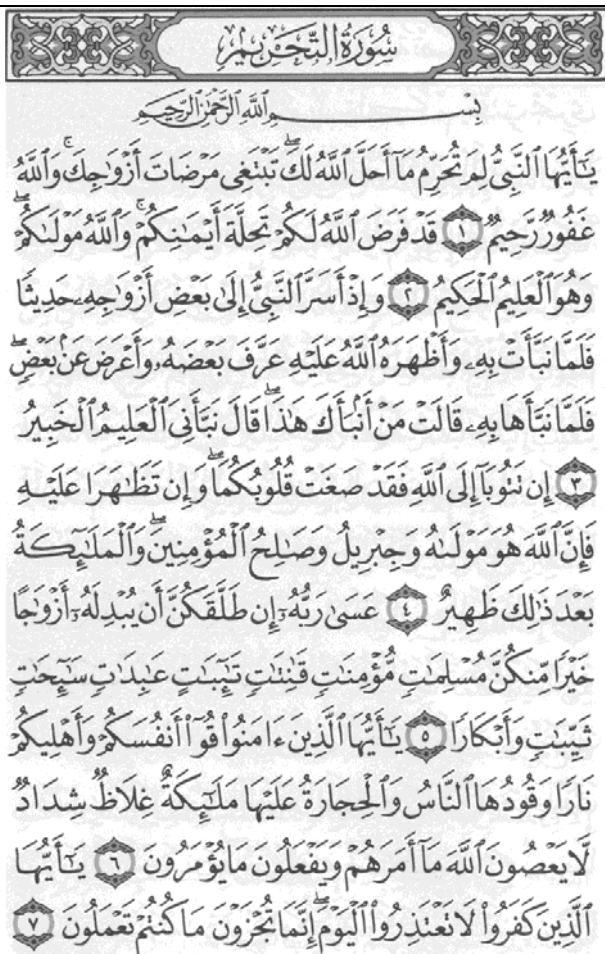 سُورَةُ التَّحْرِيمِ
بِسْمِ ٱللَّهِ ٱلرَّحْمَٰنِ ٱلرَّحِيمِ
يَٰٓأَيُّهَا ٱلنَّبِيُّ لِمَ تُحَرِّمُ مَآ أَحَلَّ ٱللَّهُ لَكَۖ تَبْتَغِى مَرْضَاتَ أَزْوَٰجِكَۚ وَٱللَّهُ
غَفُورٌ رَّحِيمٌ ١ قَدْ فَرَضَ ٱللَّهُ لَكُمْ تَحِلَّةَ أَيْمَٰنِكُمْۚ وَٱللَّهُ مَوْلَىٰكُمْۖ
وَهُوَ ٱلْعَلِيمُ ٱلْحَكِيمُ ٢ وَإِذْ أَسَرَّ ٱلنَّبِيُّ إِلَىٰ بَعْضِ أَزْوَٰجِهِۦ حَدِيثًا
فَلَمَّا نَبَّأَتْ بِهِۦ وَأَظْهَرَهُ ٱللَّهُ عَلَيْهِ عَرَّفَ بَعْضَهُۥ وَأَعْرَضَ عَنۢ بَعْضٍۖ
فَلَمَّا نَبَّأَهَا بِهِۦ قَالَتْ مَنْ أَنۢبَأَكَ هَٰذَاۖ قَالَ نَبَّأَنِىَ ٱلْعَلِيمُ ٱلْخَبِيرُ
٣ إِن تَتُوبَآ إِلَى ٱللَّهِ فَقَدْ صَغَتْ قُلُوبُكُمَاۖ وَإِن تَظَٰهَرَا عَلَيْهِ
فَإِنَّ ٱللَّهَ هُوَ مَوْلَىٰهُ وَجِبْرِيلُ وَصَٰلِحُ ٱلْمُؤْمِنِينَۖ وَٱلْمَلَٰٓئِكَةُ
بَعْدَ ذَٰلِكَ ظَهِيرٌ ٤ عَسَىٰ رَبُّهُۥٓ إِن طَلَّقَكُنَّ أَن يُبْدِلَهُۥٓ أَزْوَٰجًا
خَيْرًا مِّنكُنَّ مُسْلِمَٰتٍ مُّؤْمِنَٰتٍ قَٰنِتَٰتٍ تَٰٓئِبَٰتٍ عَٰبِدَٰتٍ سَٰٓئِحَٰتٍ
ثَيِّبَٰتٍ وَأَبْكَارًا ٥ يَٰٓأَيُّهَا ٱلَّذِينَ ءَامَنُوا۟ قُوٓا۟ أَنفُسَكُمْ وَأَهْلِيكُمْ
نَارًا وَقُودُهَا ٱلنَّاسُ وَٱلْحِجَارَةُ عَلَيْهَا مَلَٰٓئِكَةٌ غِلَاظٌ شِدَادٌ
لَّا يَعْصُونَ ٱللَّهَ مَآ أَمَرَهُمْ وَيَفْعَلُونَ مَا يُؤْمَرُونَ ٦ يَٰٓأَيُّهَا
ٱلَّذِينَ كَفَرُوا۟ لَا تَعْتَذِرُوا۟ ٱلْيَوْمَۖ إِنَّمَا تُجْزَوْنَ مَا كُنتُمْ تَعْمَلُونَ ٧